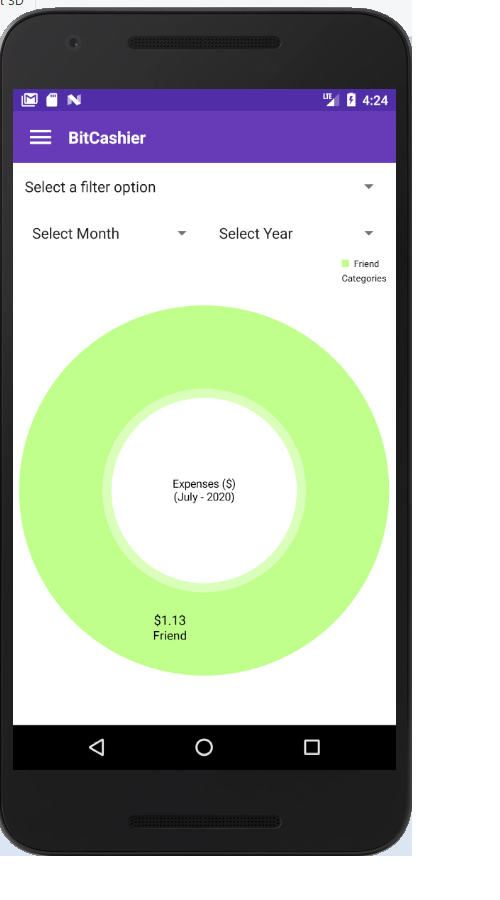 t 3D
LTE 4:24
BitCashier
Select a filter option
Select Month Select Year
Friend
Categories
Expenses ($)
(July - 2020)
$1.13
Friend